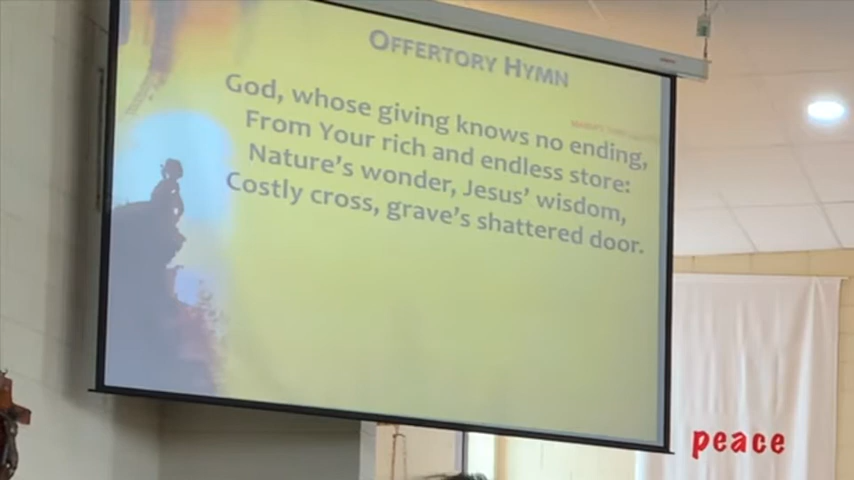 OFFERTORY HYMN
God, whose giving knows no ending,
From Your rich and endless store:
Nature's wonder, Jesus' wisdom,
Costly cross, grave's shattered door.
peace